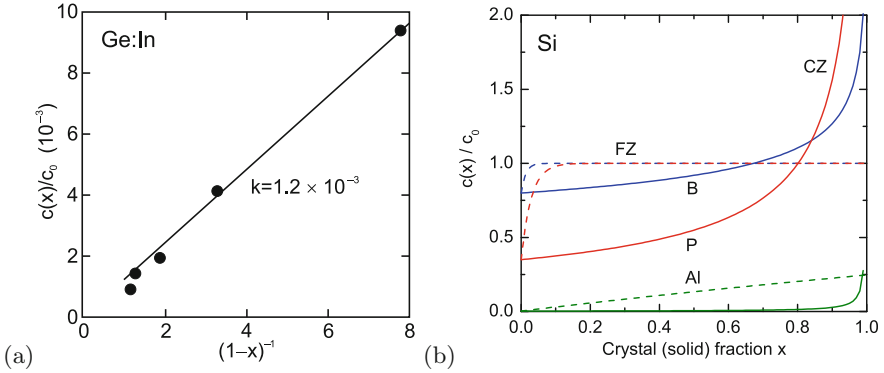 Ge:In
c(x)/c₀ (10⁻³)
10
8
6
4
2
0
k=1.2 × 10⁻³
0 2 4 6 8
(1–x)⁻¹
(a)
Si
c(x) / c₀
2.0
1.5
1.0
0.5
0.0
CZ
FZ
B
P
Al
0.0 0.2 0.4 0.6 0.8 1.0
Crystal (solid) fraction x
(b)